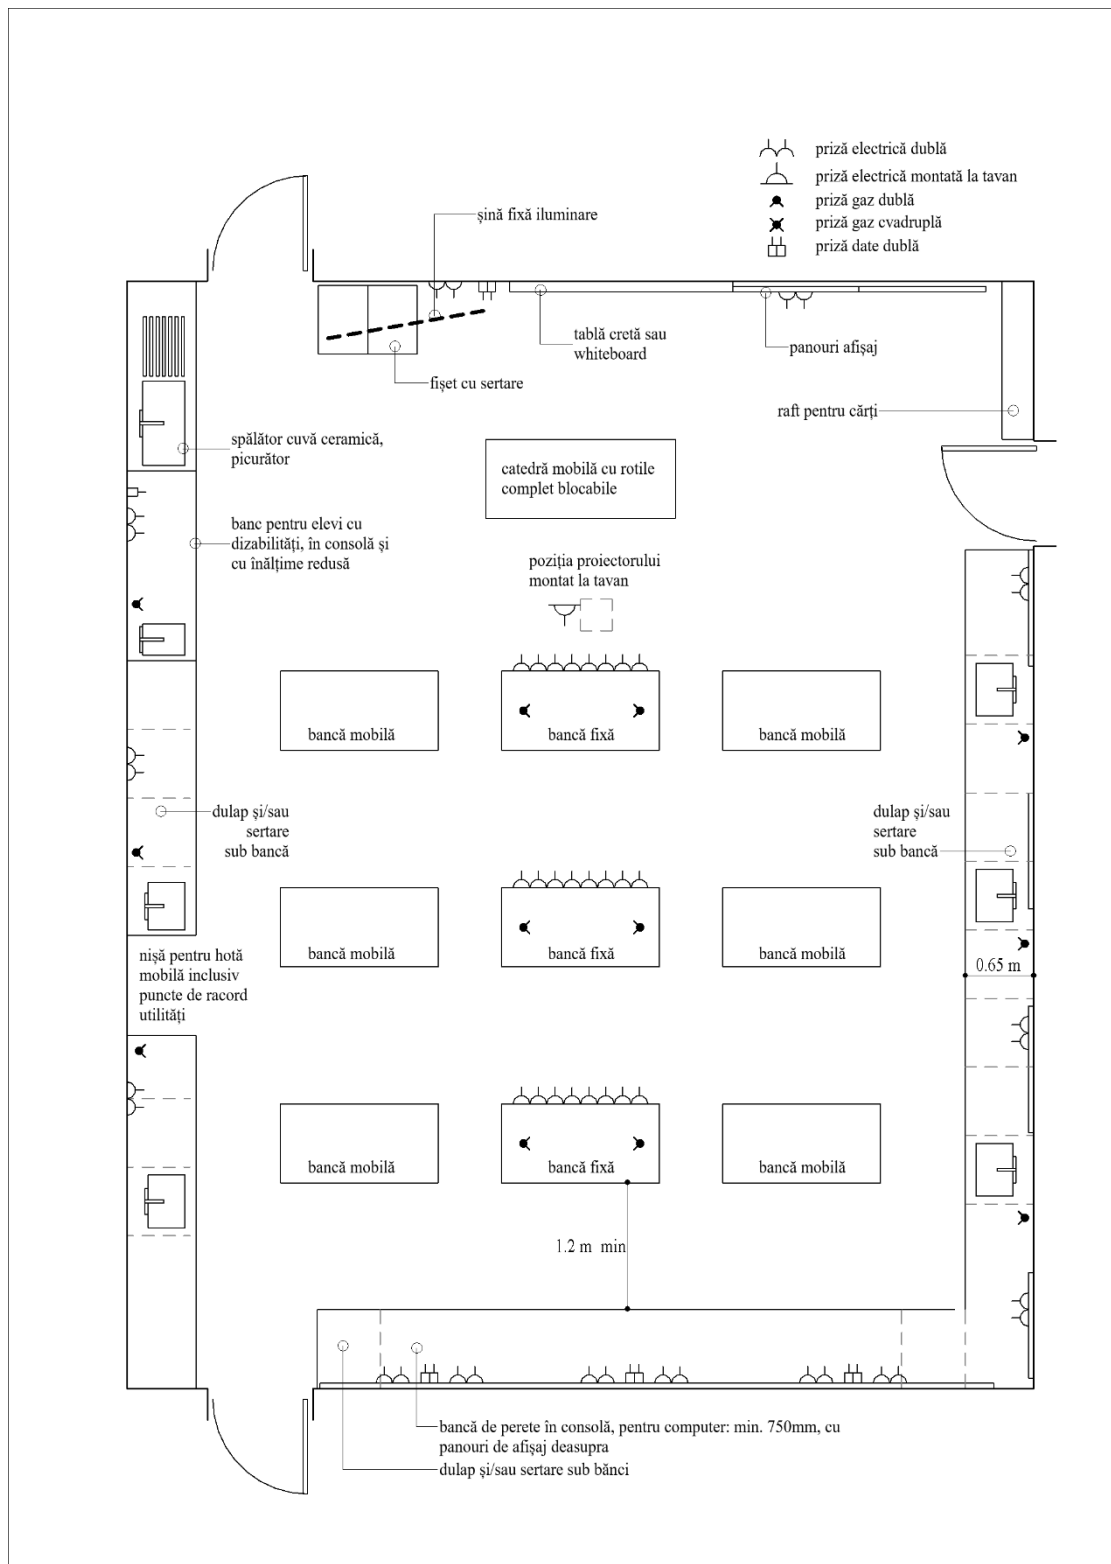 priză electrică dublă
priză electrică montată la tavan
priză gaz dublă
priză gaz cvadruplă
priză date dublă
șină fixă iluminare
tablă cretă sau
whiteboard
panouri afișaj
fișet cu sertare
raft pentru cărți
spălător cuvă ceramică,
picurător
catedră mobilă cu rotile
complet blocabile
banc pentru elevi cu
dizabilități, în consolă și
cu înălțime redusă
poziția proiectorului
montat la tavan
bancă mobilă
bancă fixă
bancă mobilă
dulap și/sau
sertare
sub bancă
dulap și/sau
sertare
sub bancă
bancă mobilă
bancă fixă
bancă mobilă
nișă pentru hotă
mobilă inclusiv
puncte de racord
utilități
0.65 m
bancă mobilă
bancă fixă
bancă mobilă
1.2 m min
bancă de perete în consolă, pentru computer: min. 750mm, cu
panouri de afișaj deasupra
dulap și/sau sertare sub bănci